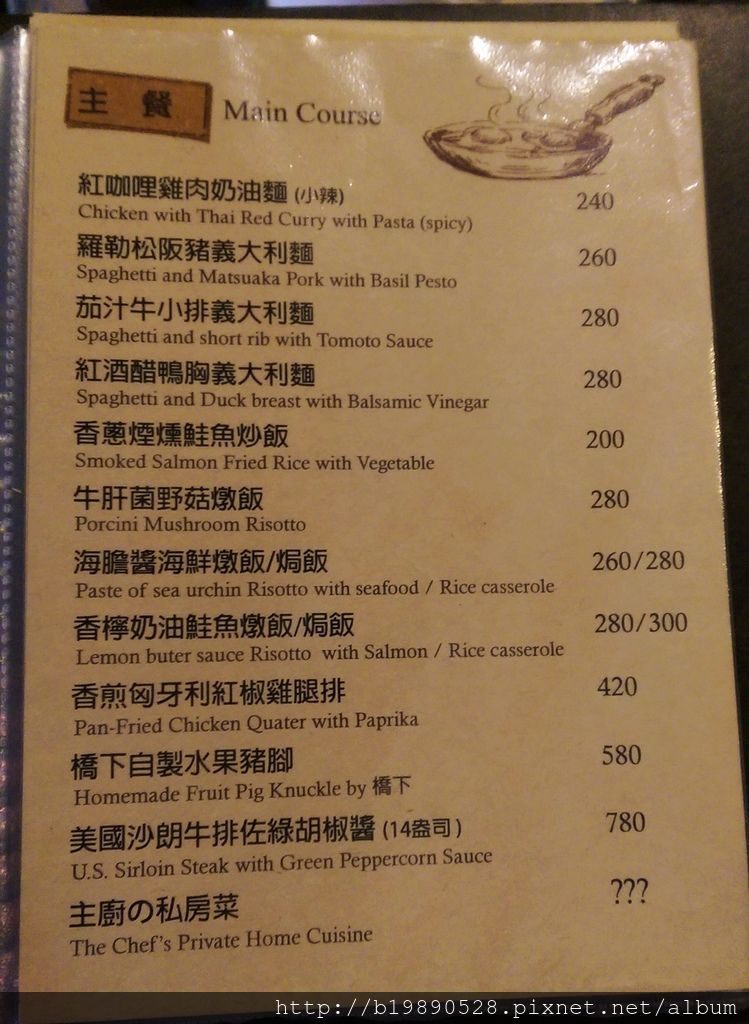 主餐 Main Course
紅咖哩雞肉奶油麵 (小辣) 240
Chicken with Thai Red Curry with Pasta (spicy)
羅勒松阪豬義大利麵 260
Spaghetti and Matsuaka Pork with Basil Pesto
茄汁牛小排義大利麵 280
Spaghetti and short rib with Tomoto Sauce
紅酒醋鴨胸義大利麵 280
Spaghetti and Duck breast with Balsamic Vinegar
香蔥煙燻鮭魚炒飯 200
Smoked Salmon Fried Rice with Vegetable
牛肝菌野菇燉飯 280
Porcini Mushroom Risotto
海膽醬海鮮燉飯/焗飯 260/280
Paste of sea urchin Risotto with seafood / Rice casserole
香檸奶油鮭魚燉飯/焗飯 280/300
Lemon buter sauce Risotto with Salmon / Rice casserole
香煎匈牙利紅椒雞腿排 420
Pan-Fried Chicken Quater with Paprika
橋下自製水果豬腳 580
Homemade Fruit Pig Knuckle by 橋下
美國沙朗牛排佐綠胡椒醬 (14盎司) 780
U.S. Sirloin Steak with Green Peppercorn Sauce
主廚の私房菜 ???
The Chef's Private Home Cuisine
http://b19890528.pixnet.net/album